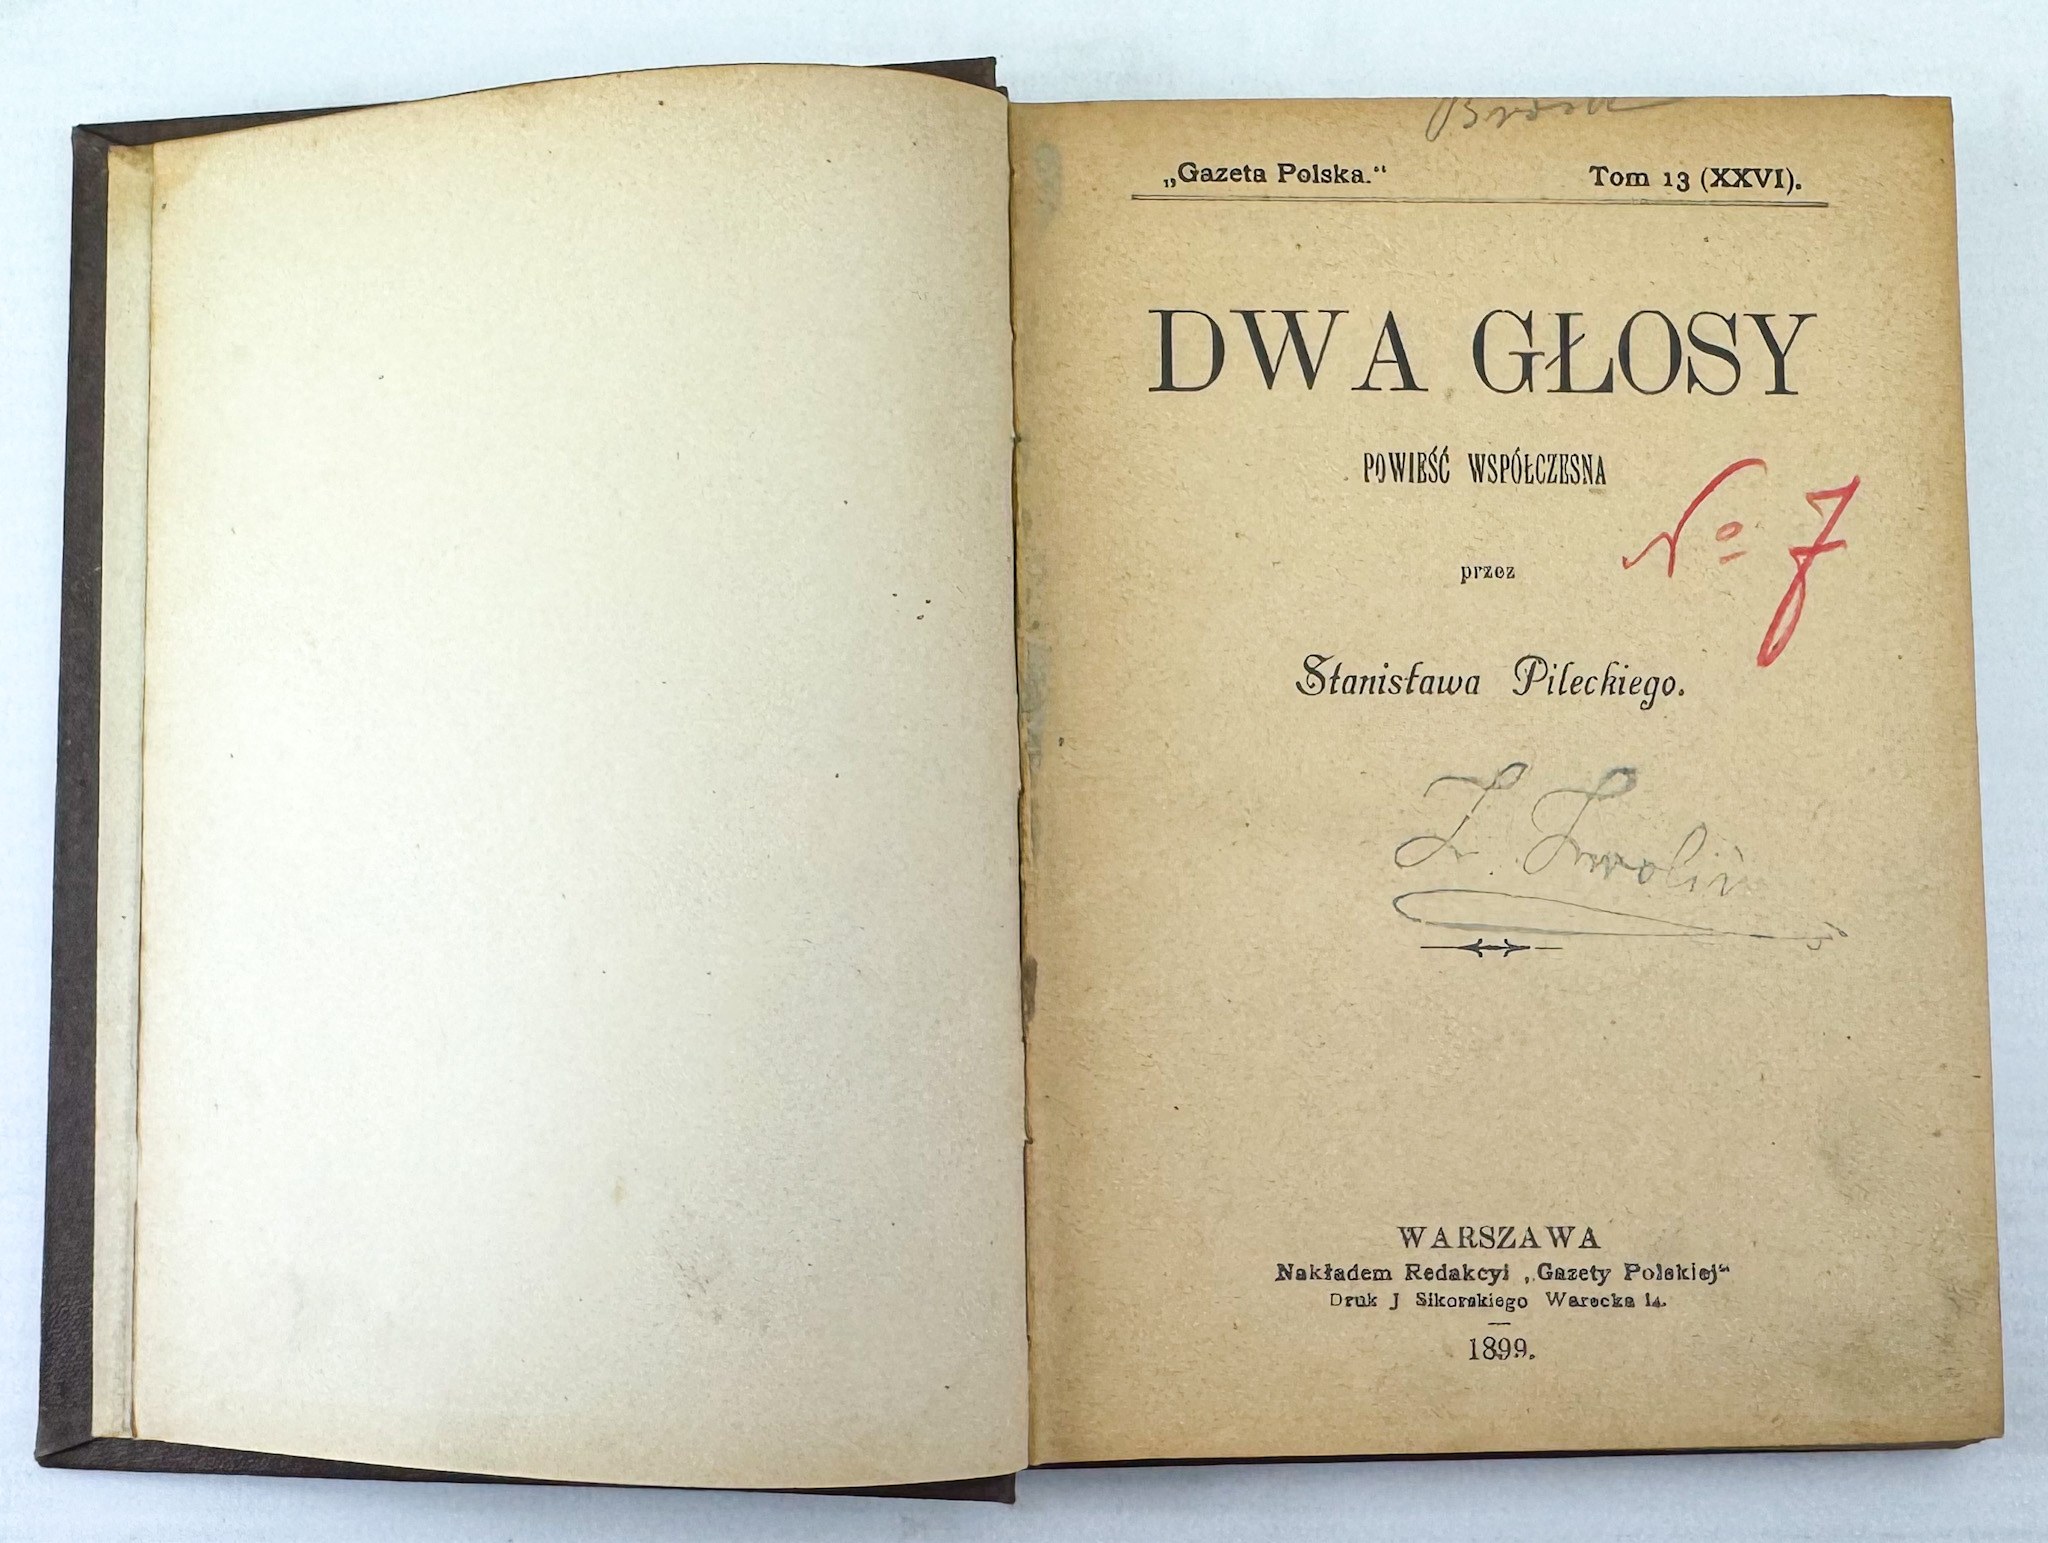 „Gazeta Polska.“ Tom 13 (XXVI).
DWA GŁOSY
POWIEŚĆ WSPÓŁCZESNA
No 7
przez
Stanisława Pileckiego.
WARSZAWA
Nakładem Redakcyi „Gazety Polskiej“
Druk J Sikorskiego Warecka 14.
1899.